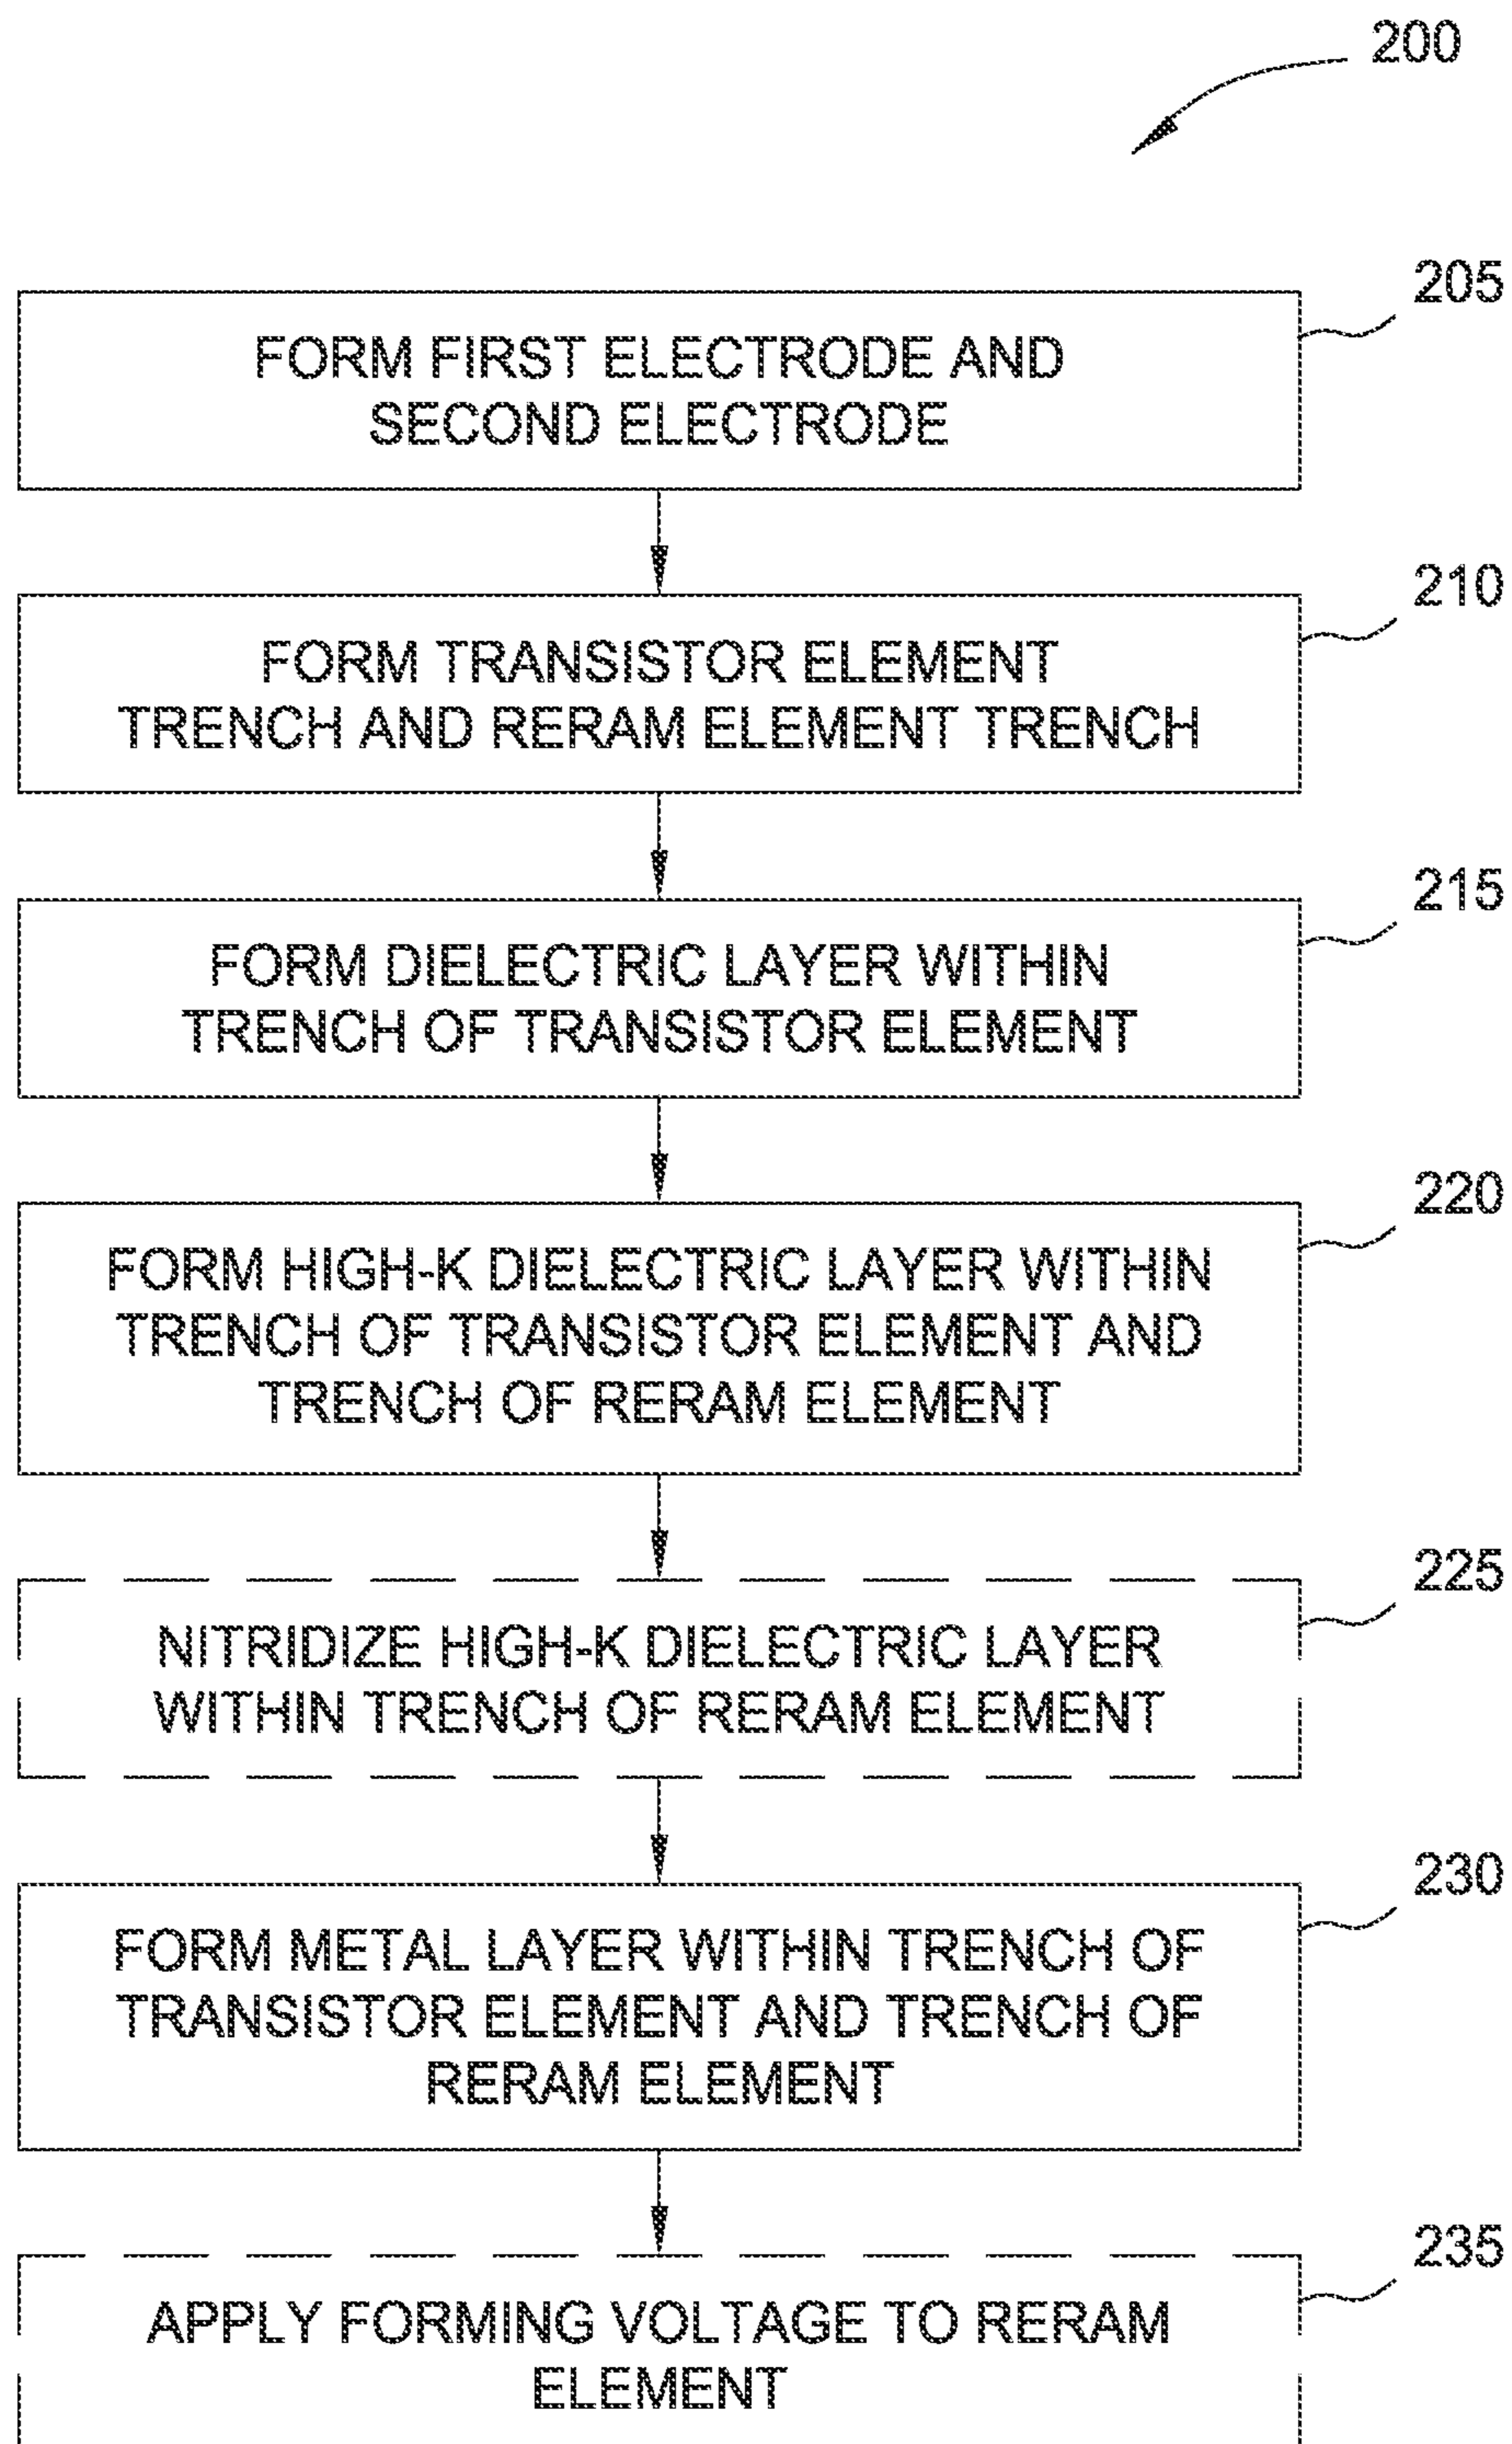 200
205
FORM FIRST ELECTRODE AND
SECOND ELECTRODE
210
FORM TRANSISTOR ELEMENT
TRENCH AND RERAM ELEMENT TRENCH
215
FORM DIELECTRIC LAYER WITHIN
TRENCH OF TRANSISTOR ELEMENT
220
FORM HIGH-K DIELECTRIC LAYER WITHIN
TRENCH OF TRANSISTOR ELEMENT AND
TRENCH OF RERAM ELEMENT
225
NITRIDIZE HIGH-K DIELECTRIC LAYER
WITHIN TRENCH OF RERAM ELEMENT
230
FORM METAL LAYER WITHIN TRENCH OF
TRANSISTOR ELEMENT AND TRENCH OF
RERAM ELEMENT
235
APPLY FORMING VOLTAGE TO RERAM
ELEMENT